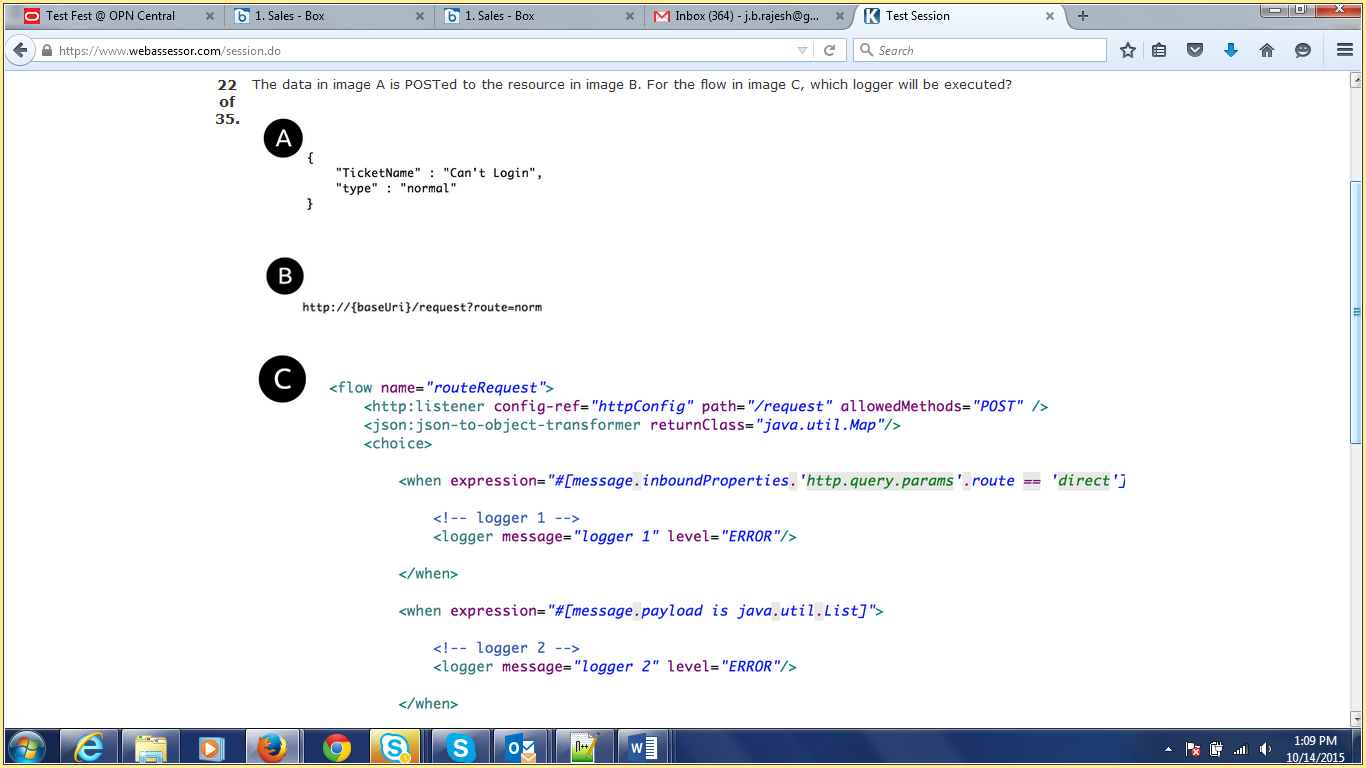 Test Fest @ OPN Central
1. Sales - Box
1. Sales - Box
Inbox (364) - j.b.rajesh@g...
Test Session
https://www.webassessor.com/session.do
Search
22 of 35.
The data in image A is POSTed to the resource in image B. For the flow in image C, which logger will be executed?
A
{
"TicketName" : "Can't Login",
"type" : "normal"
}
B
http://{baseUri}/request?route=norm
C
<flow name="routeRequest">
<http:listener config-ref="httpConfig" path="/request" allowedMethods="POST" />
<json:json-to-object-transformer returnClass="java.util.Map"/>
<choice>
<when expression="#[message.inboundProperties.'http.query.params'.route == 'direct']
<!-- logger 1 -->
<logger message="logger 1" level="ERROR"/>
</when>
<when expression="#[message.payload is java.util.List]">
<!-- logger 2 -->
<logger message="logger 2" level="ERROR"/>
</when>
1:09 PM
10/14/2015